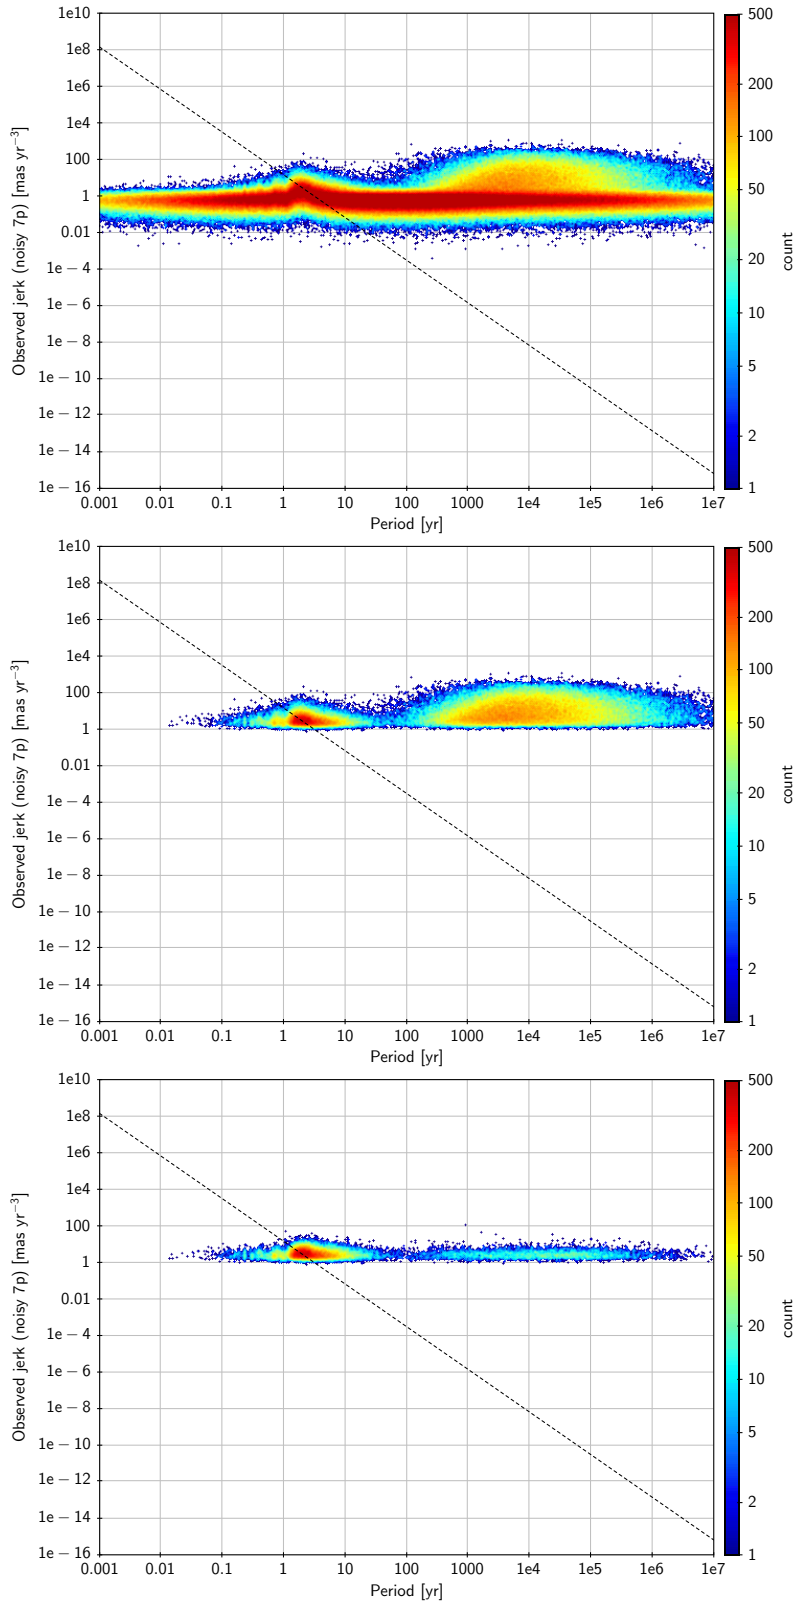 1e10
1e8
1e6
1e4
100
1
0.01
1e − 4
1e − 6
1e − 8
1e − 10
1e − 12
1e − 14
1e − 16
Observed jerk (noisy 7p) [mas yr⁻³]
0.001 0.01 0.1 1 10 100 1000 1e4 1e5 1e6 1e7
Period [yr]
500
200
100
50
20
10
5
2
1
count
1e10
1e8
1e6
1e4
100
1
0.01
1e − 4
1e − 6
1e − 8
1e − 10
1e − 12
1e − 14
1e − 16
Observed jerk (noisy 7p) [mas yr⁻³]
0.001 0.01 0.1 1 10 100 1000 1e4 1e5 1e6 1e7
Period [yr]
500
200
100
50
20
10
5
2
1
count
1e10
1e8
1e6
1e4
100
1
0.01
1e − 4
1e − 6
1e − 8
1e − 10
1e − 12
1e − 14
1e − 16
Observed jerk (noisy 7p) [mas yr⁻³]
0.001 0.01 0.1 1 10 100 1000 1e4 1e5 1e6 1e7
Period [yr]
500
200
100
50
20
10
5
2
1
count